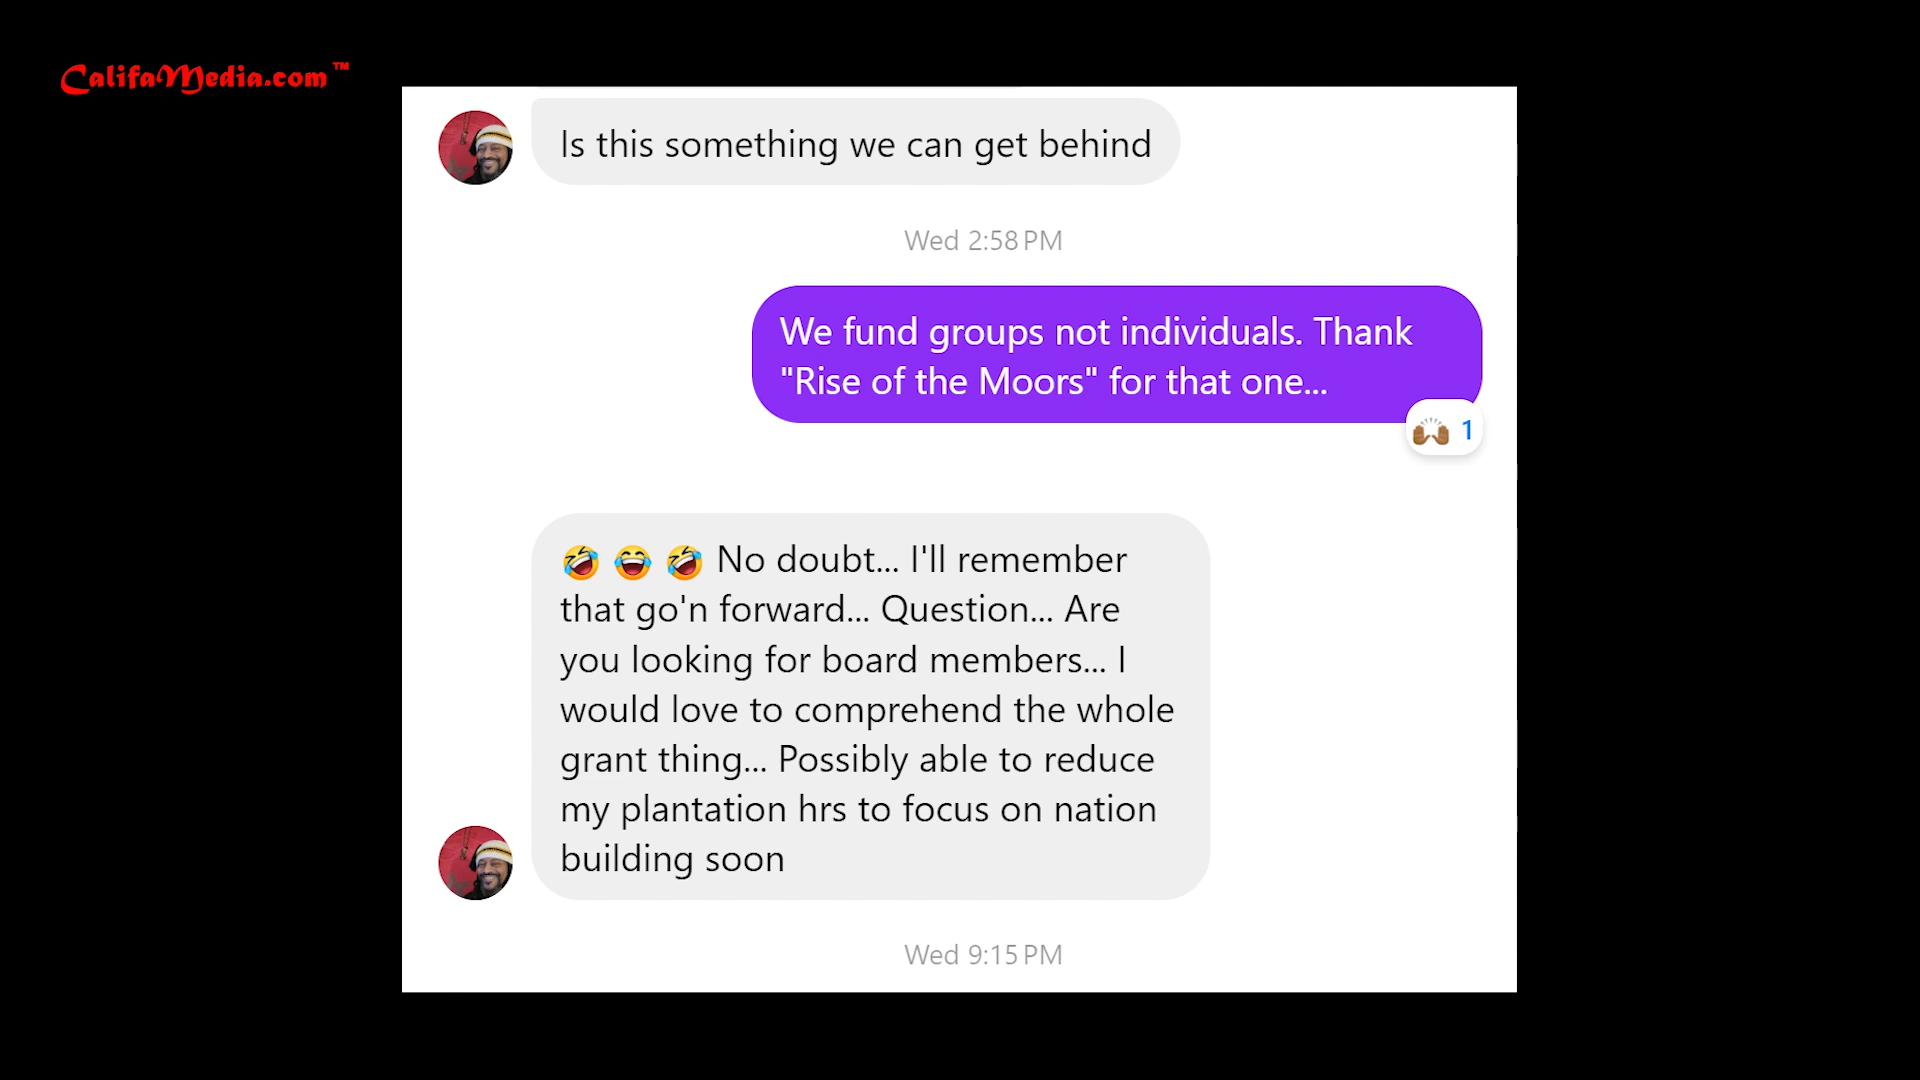 CalifaMedia.com™
Is this something we can get behind
Wed 2:58 PM
We fund groups not individuals. Thank
"Rise of the Moors" for that one...
🙌🏾 1
🤣 😂 🤣 No doubt... I'll remember
that go'n forward... Question... Are
you looking for board members... I
would love to comprehend the whole
grant thing... Possibly able to reduce
my plantation hrs to focus on nation
building soon
Wed 9:15 PM